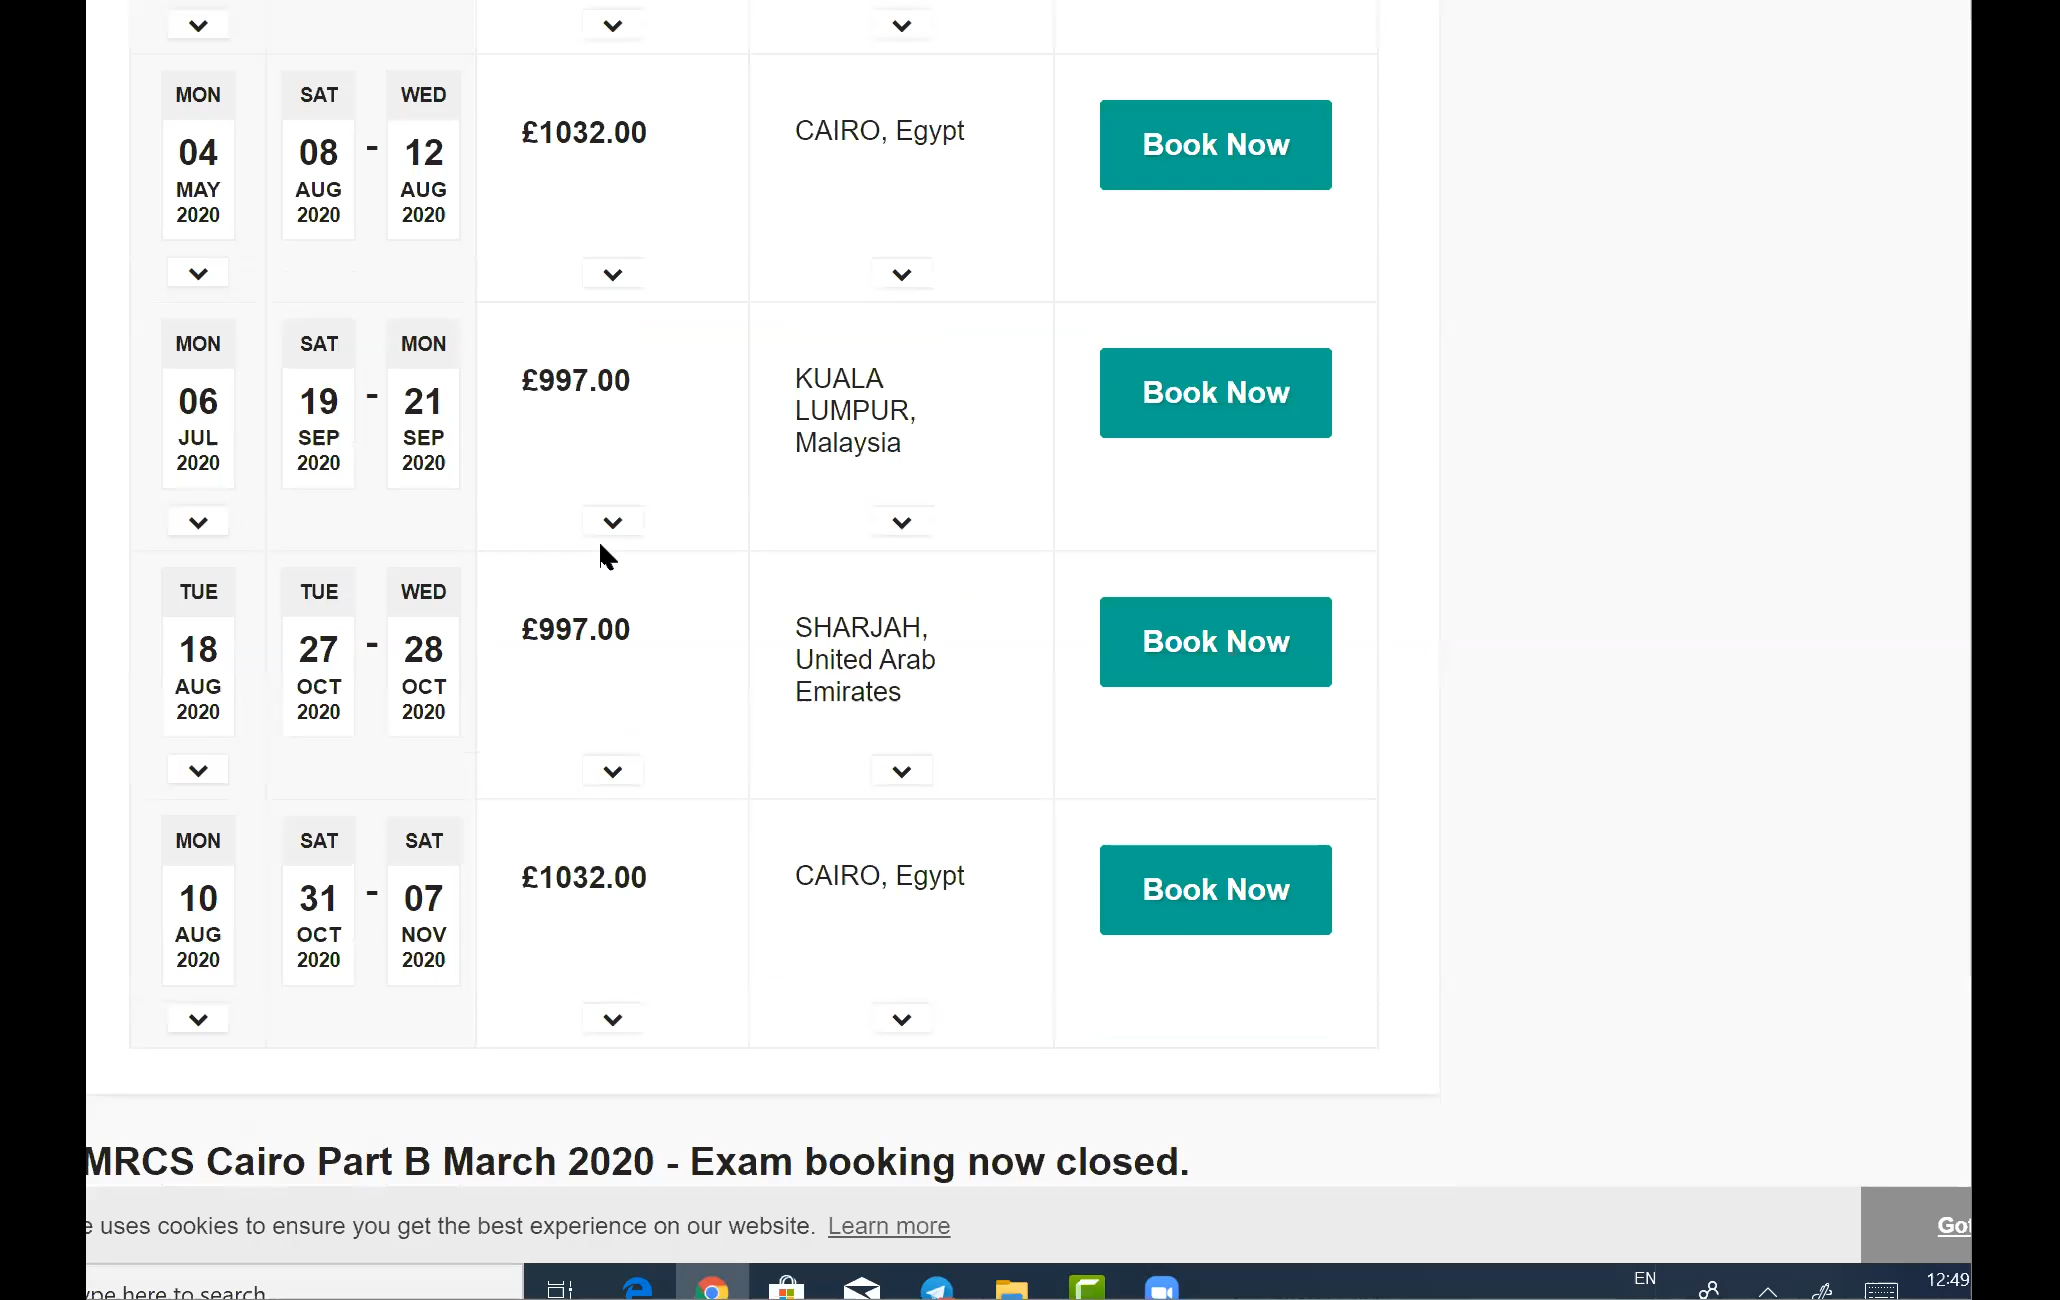 MON SAT WED
04 08 - 12
MAY AUG AUG
2020 2020 2020
£1032.00
CAIRO, Egypt
Book Now
MON SAT MON
06 19 - 21
JUL SEP SEP
2020 2020 2020
£997.00
KUALA
LUMPUR,
Malaysia
Book Now
TUE TUE WED
18 27 - 28
AUG OCT OCT
2020 2020 2020
£997.00
SHARJAH,
United Arab
Emirates
Book Now
MON SAT SAT
10 31 - 07
AUG OCT NOV
2020 2020 2020
£1032.00
CAIRO, Egypt
Book Now
MRCS Cairo Part B March 2020 - Exam booking now closed.
e uses cookies to ensure you get the best experience on our website. Learn more
Got
pe here to search
EN
12:49